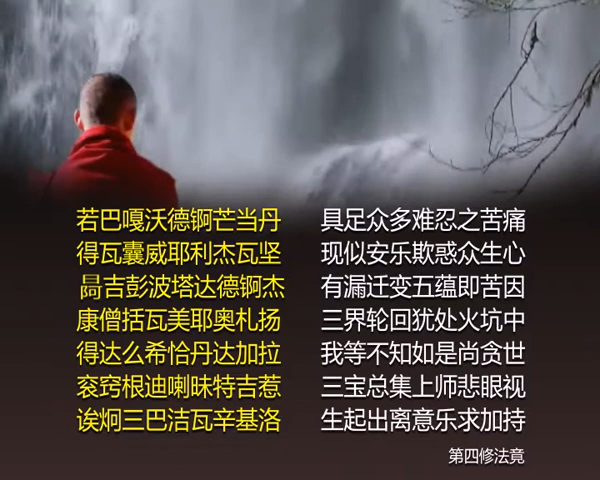 若巴嘎沃德锕芒当丹 具足众多难忍之苦痛
得瓦囊威耶利杰瓦坚 现似安乐欺惑众生心
咼吉彭波塔达德锕杰 有漏迁变五蕴即苦因
康僧括瓦美耶奥札扬 三界轮回犹处火坑中
得达么希恰丹达加拉 我等不知如是尚贪世
衮窍根迪喇昧特吉惹 三宝总集上师悲眼视
诶炯三巴洁瓦辛基洛 生起出离意乐求加持
第四修法竟